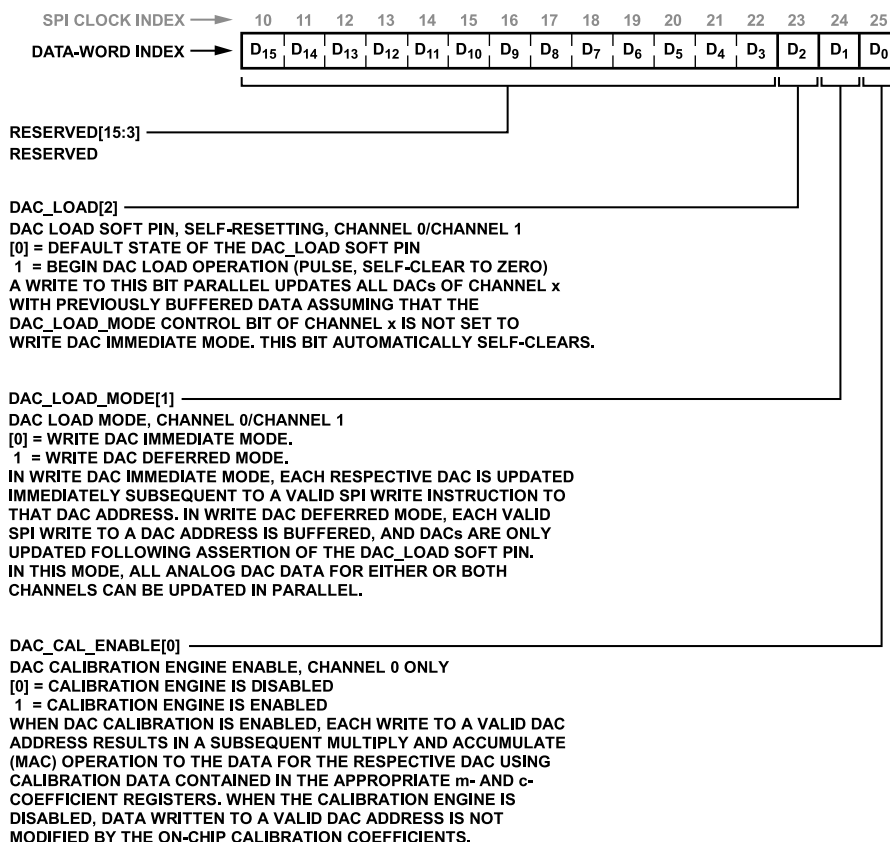 SPI CLOCK INDEX 10 11 12 13 14 15 16 17 18 19 20 21 22 23 24 25
DATA-WORD INDEX D15 D14 D13 D12 D11 D10 D9 D8 D7 D6 D5 D4 D3 D2 D1 D0
RESERVED[15:3]
RESERVED
DAC_LOAD[2]
DAC LOAD SOFT PIN, SELF-RESETTING, CHANNEL 0/CHANNEL 1
[0] = DEFAULT STATE OF THE DAC_LOAD SOFT PIN
1 = BEGIN DAC LOAD OPERATION (PULSE, SELF-CLEAR TO ZERO)
A WRITE TO THIS BIT PARALLEL UPDATES ALL DACs OF CHANNEL x
WITH PREVIOUSLY BUFFERED DATA ASSUMING THAT THE
DAC_LOAD_MODE CONTROL BIT OF CHANNEL x IS NOT SET TO
WRITE DAC IMMEDIATE MODE. THIS BIT AUTOMATICALLY SELF-CLEARS.
DAC_LOAD_MODE[1]
DAC LOAD MODE, CHANNEL 0/CHANNEL 1
[0] = WRITE DAC IMMEDIATE MODE.
1 = WRITE DAC DEFERRED MODE.
IN WRITE DAC IMMEDIATE MODE, EACH RESPECTIVE DAC IS UPDATED
IMMEDIATELY SUBSEQUENT TO A VALID SPI WRITE INSTRUCTION TO
THAT DAC ADDRESS. IN WRITE DAC DEFERRED MODE, EACH VALID
SPI WRITE TO A DAC ADDRESS IS BUFFERED, AND DACs ARE ONLY
UPDATED FOLLOWING ASSERTION OF THE DAC_LOAD SOFT PIN.
IN THIS MODE, ALL ANALOG DAC DATA FOR EITHER OR BOTH
CHANNELS CAN BE UPDATED IN PARALLEL.
DAC_CAL_ENABLE[0]
DAC CALIBRATION ENGINE ENABLE, CHANNEL 0 ONLY
[0] = CALIBRATION ENGINE IS DISABLED
1 = CALIBRATION ENGINE IS ENABLED
WHEN DAC CALIBRATION IS ENABLED, EACH WRITE TO A VALID DAC
ADDRESS RESULTS IN A SUBSEQUENT MULTIPLY AND ACCUMULATE
(MAC) OPERATION TO THE DATA FOR THE RESPECTIVE DAC USING
CALIBRATION DATA CONTAINED IN THE APPROPRIATE m- AND c-
COEFFICIENT REGISTERS. WHEN THE CALIBRATION ENGINE IS
DISABLED, DATA WRITTEN TO A VALID DAC ADDRESS IS NOT
MODIFIED BY THE ON-CHIP CALIBRATION COEFFICIENTS.